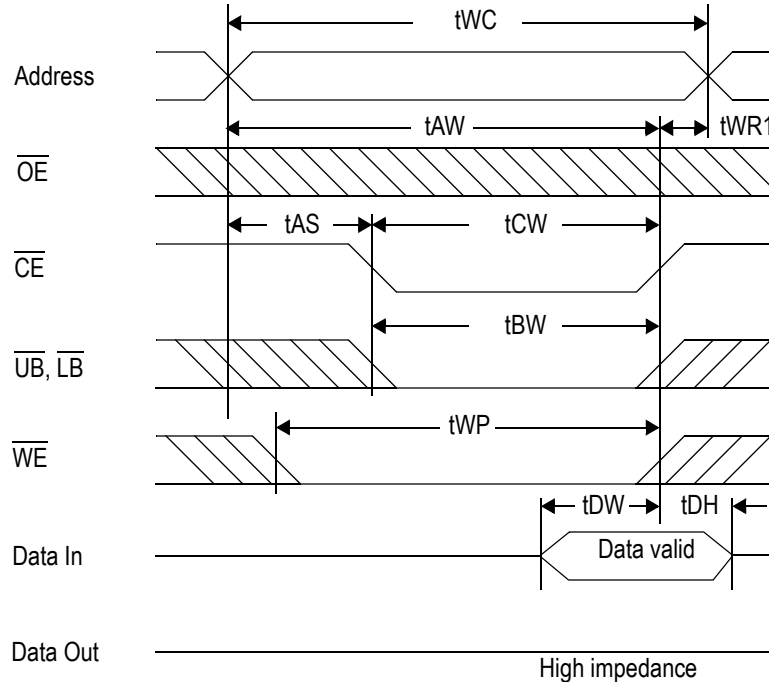 tWC
Address
tAW
tWR1
OE
tAS
tCW
CE
tBW
UB, LB
tWP
WE
tDW
tDH
Data In
Data valid
Data Out
High impedance